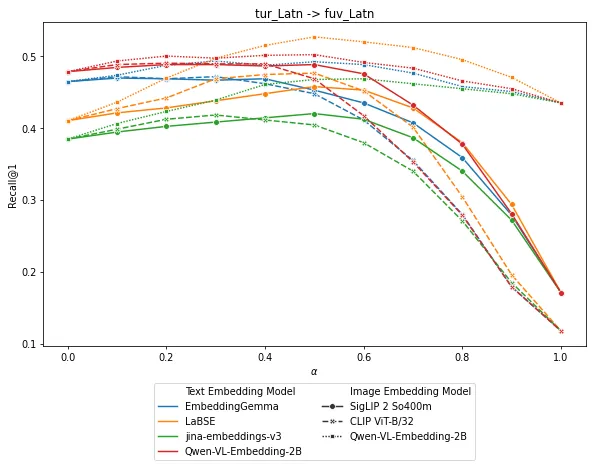 tur_Latn -> fuv_Latn
0.5
0.4
0.3
0.2
0.1
Recall@1
0.0 0.2 0.4 0.6 0.8 1.0
α
Text Embedding Model Image Embedding Model
EmbeddingGemma SigLIP 2 So400m
LaBSE CLIP ViT-B/32
jina-embeddings-v3 Qwen-VL-Embedding-2B
Qwen-VL-Embedding-2B